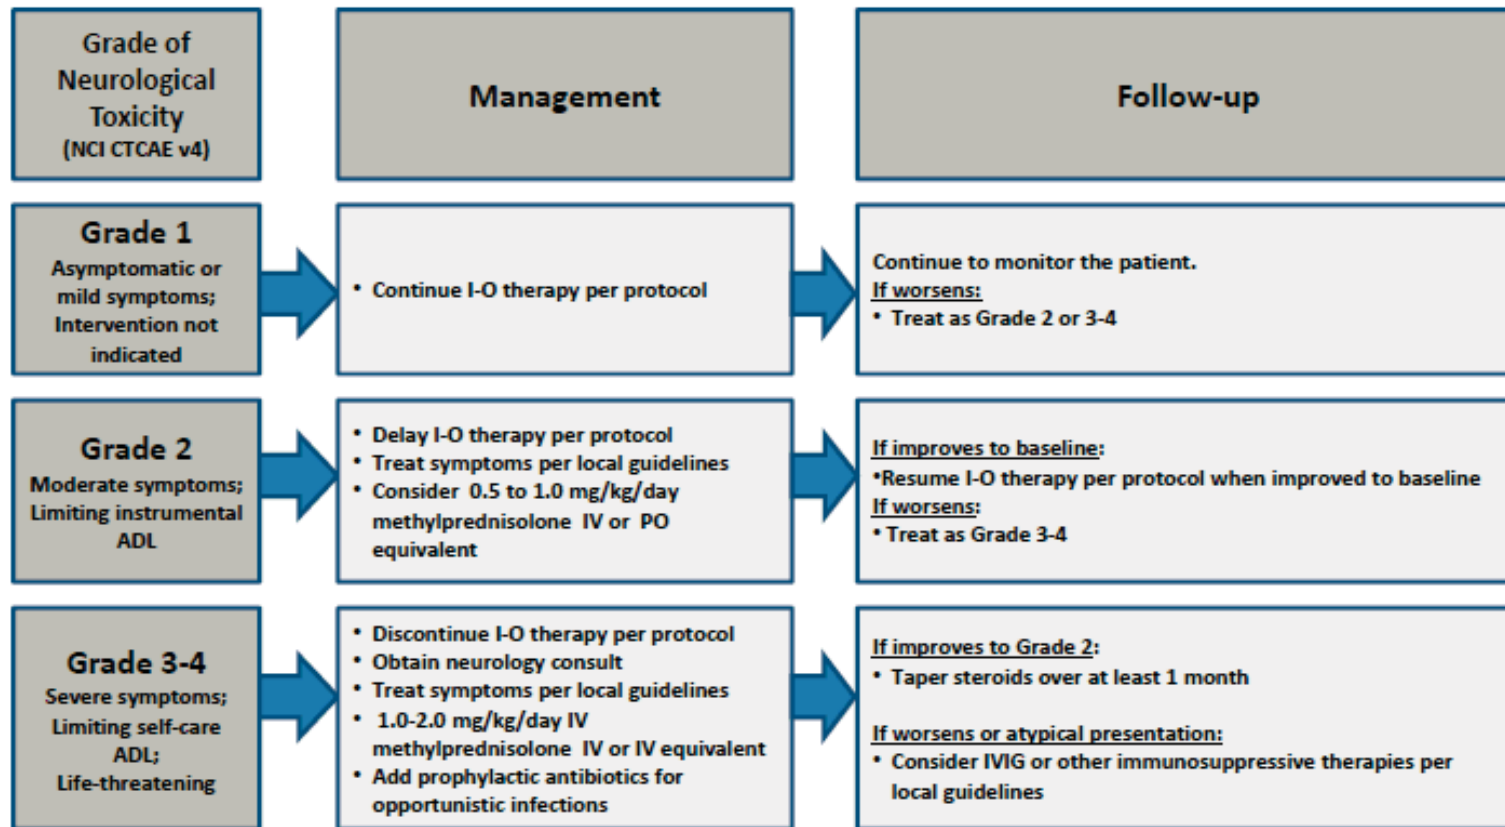 Grade of
Neurological
Toxicity
(NCI CTCAE v4)
Management
Follow-up
Grade 1
Asymptomatic or
mild symptoms;
Intervention not
indicated
• Continue I-O therapy per protocol
Continue to monitor the patient.
If worsens:
• Treat as Grade 2 or 3-4
Grade 2
Moderate symptoms;
Limiting instrumental
ADL
• Delay I-O therapy per protocol
• Treat symptoms per local guidelines
• Consider 0.5 to 1.0 mg/kg/day
methylprednisolone IV or PO
equivalent
If improves to baseline:
•Resume I-O therapy per protocol when improved to baseline
If worsens:
• Treat as Grade 3-4
Grade 3-4
Severe symptoms;
Limiting self-care
ADL;
Life-threatening
• Discontinue I-O therapy per protocol
• Obtain neurology consult
• Treat symptoms per local guidelines
• 1.0-2.0 mg/kg/day IV
methylprednisolone IV or IV equivalent
• Add prophylactic antibiotics for
opportunistic infections
If improves to Grade 2:
• Taper steroids over at least 1 month
If worsens or atypical presentation:
• Consider IVIG or other immunosuppressive therapies per
local guidelines